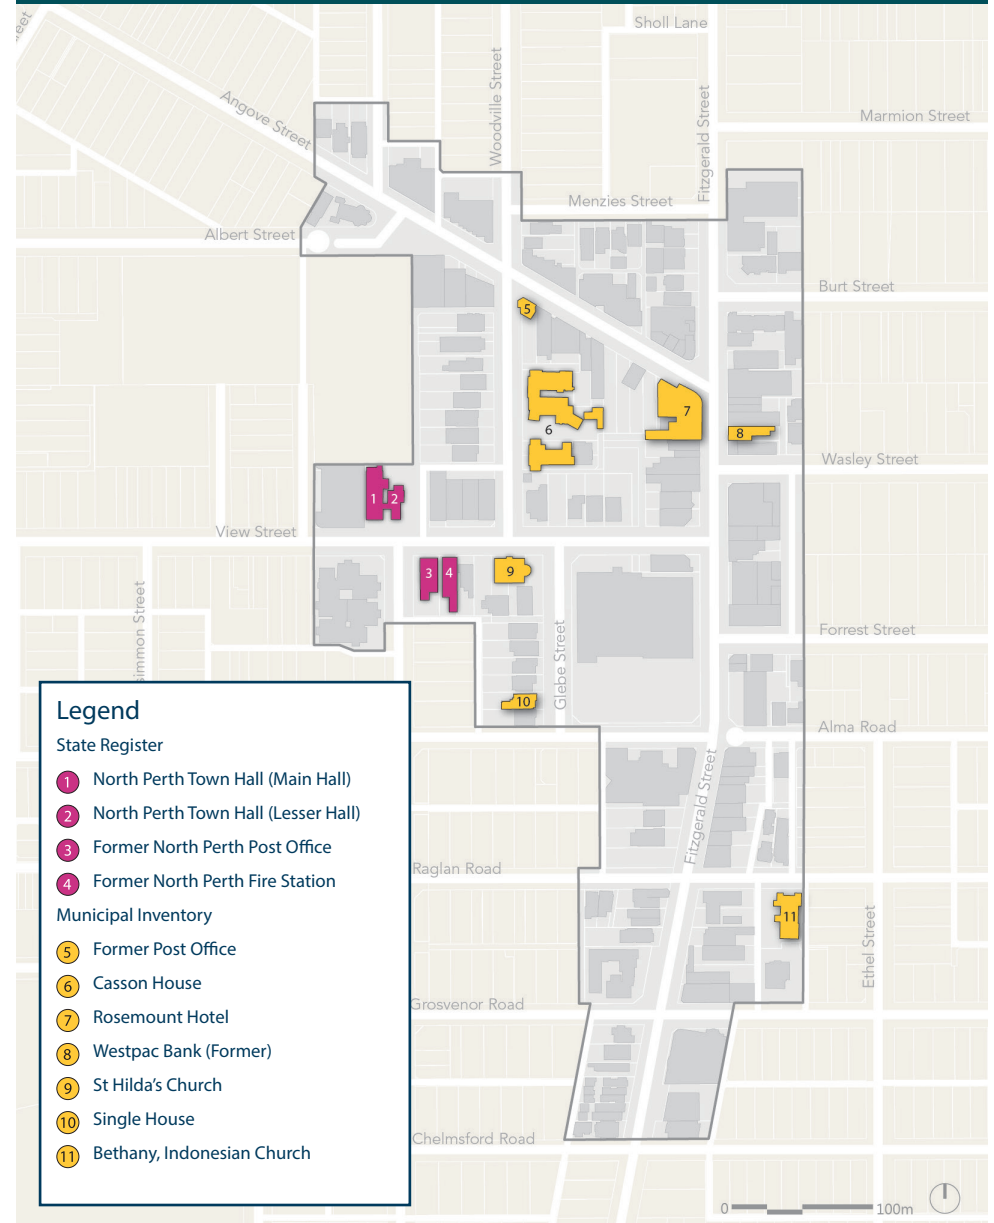 Sholl Lane
Angove Street
Woodville Street
Fitzgerald Street
Marmion Street
Menzies Street
Albert Street
Burt Street
5
6
7
8
Wasley Street
1
2
View Street
3
4
9
Glebe Street
Forrest Street
10
Alma Road
Fitzgerald Street
Raglan Road
11
Ethel Street
Grosvenor Road
Chelmsford Road
0
100m
Legend
State Register
1 North Perth Town Hall (Main Hall)
2 North Perth Town Hall (Lesser Hall)
3 Former North Perth Post Office
4 Former North Perth Fire Station
Municipal Inventory
5 Former Post Office
6 Casson House
7 Rosemount Hotel
8 Westpac Bank (Former)
9 St Hilda's Church
10 Single House
11 Bethany, Indonesian Church